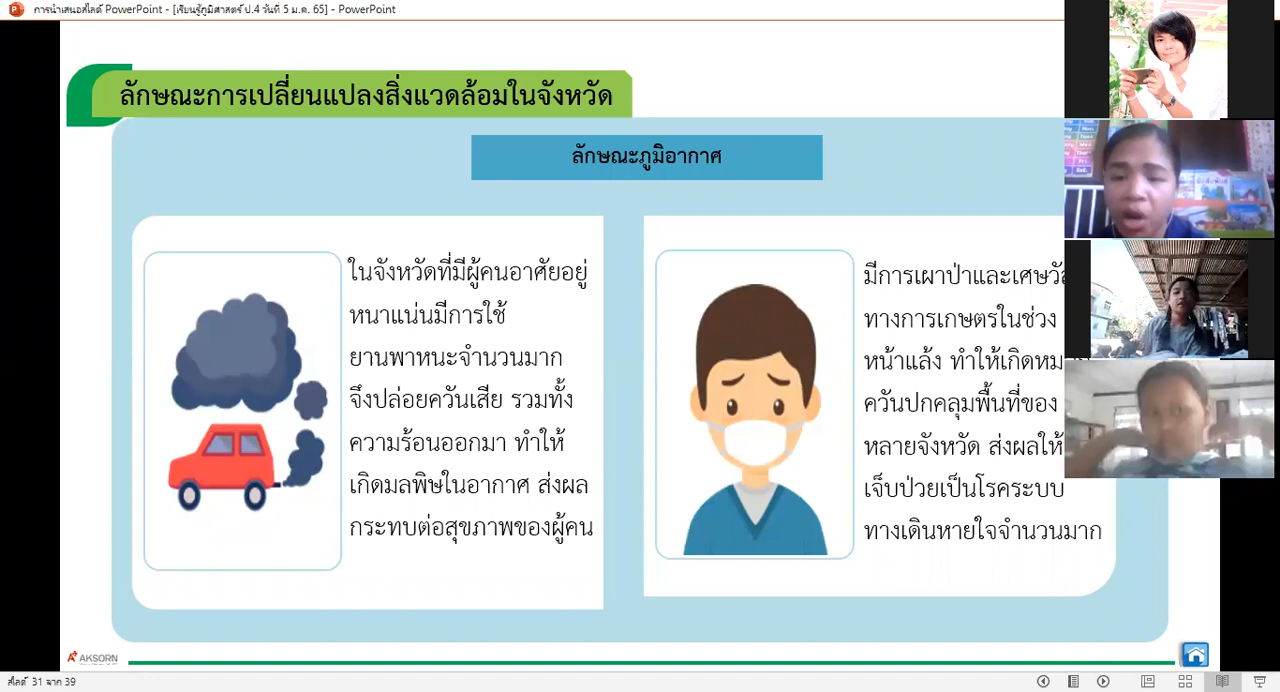 การนำเสนอสไลด์ PowerPoint - [เรียนรู้ภูมิศาสตร์ ป.4 วันที่ 5 ม.ค. 65] - PowerPoint
ลักษณะการเปลี่ยนแปลงสิ่งแวดล้อมในจังหวัด
ลักษณะภูมิอากาศ
ในจังหวัดที่มีผู้คนอาศัยอยู่
หนาแน่นมีการใช้
ยานพาหนะจำนวนมาก
จึงปล่อยควันเสีย รวมทั้ง
ความร้อนออกมา ทำให้
เกิดมลพิษในอากาศ ส่งผล
กระทบต่อสุขภาพของผู้คน
มีการเผาป่าและเศษวัส
ทางการเกษตรในช่วง
หน้าแล้ง ทำให้เกิดหม
ควันปกคลุมพื้นที่ของ
หลายจังหวัด ส่งผลให้
เจ็บป่วยเป็นโรคระบบ
ทางเดินหายใจจำนวนมาก
AKSORN
สไลด์ 31 จาก 39